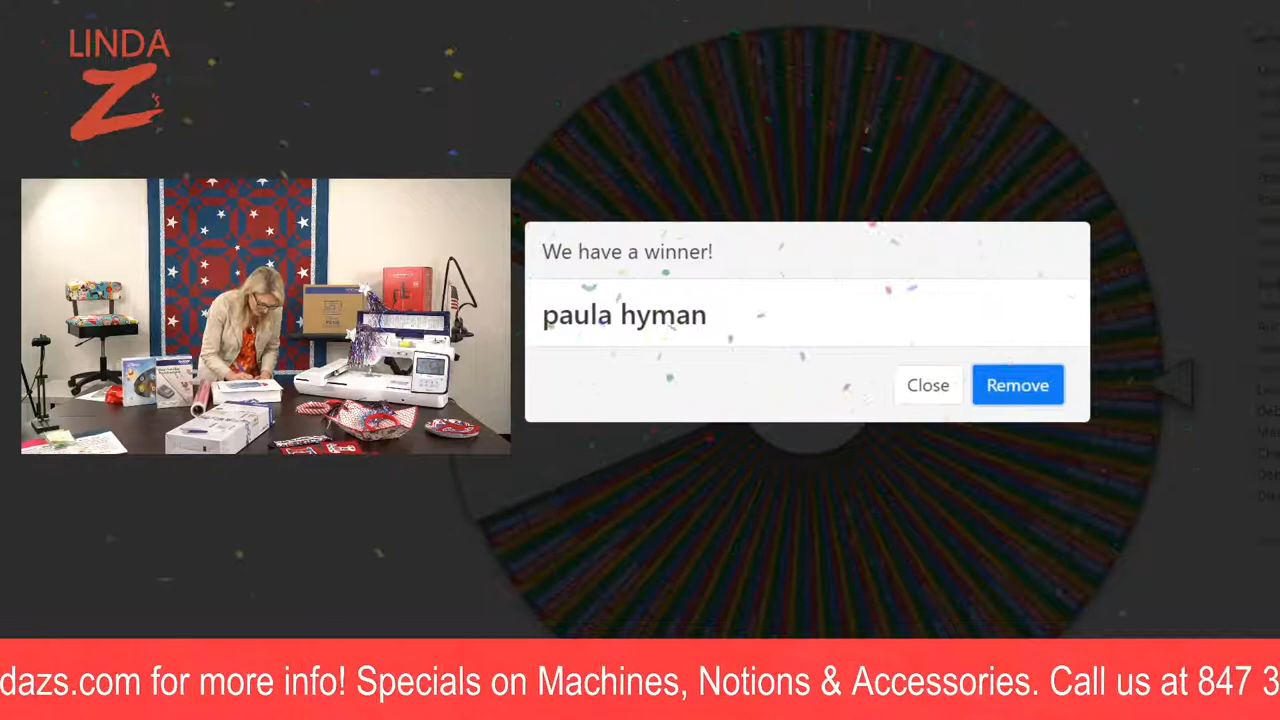 LINDA
Z's
We have a winner!
paula hyman
Close
Remove
dazs.com for more info! Specials on Machines, Notions & Accessories. Call us at 847 3